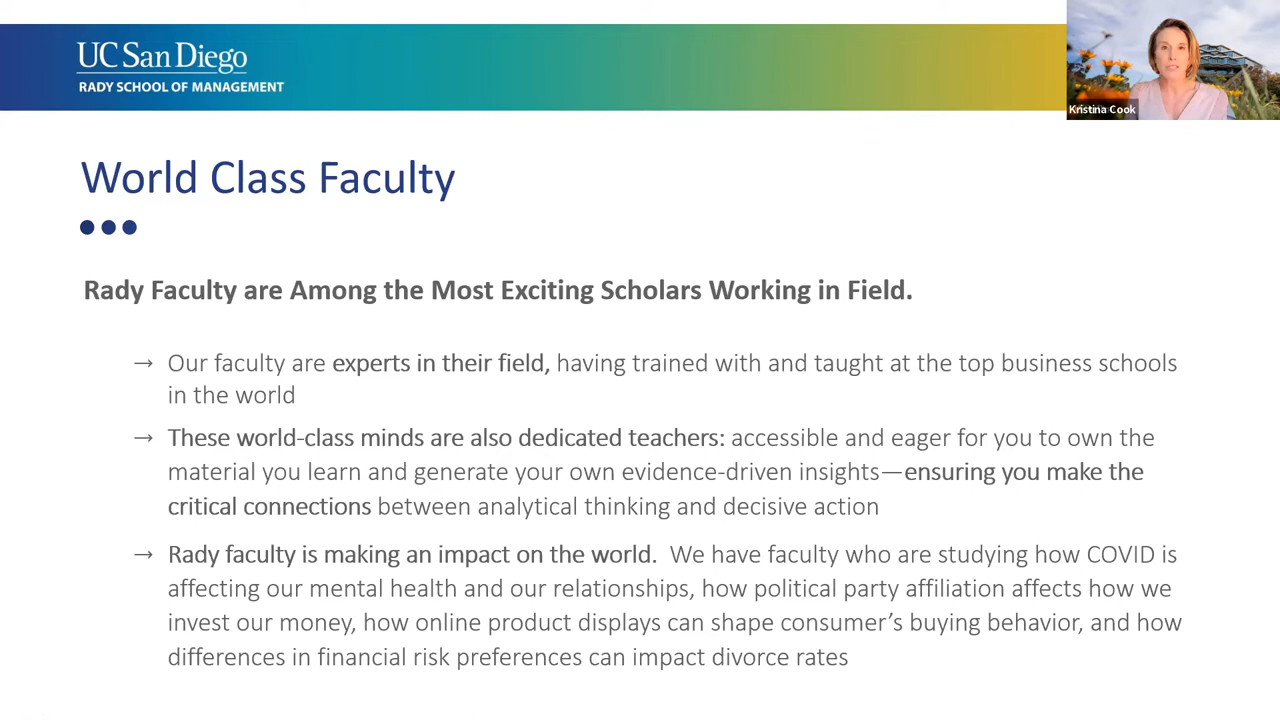 UC San Diego
RADY SCHOOL OF MANAGEMENT
Kristina Cook
World Class Faculty
Rady Faculty are Among the Most Exciting Scholars Working in Field.
→ Our faculty are experts in their field, having trained with and taught at the top business schools
in the world
→ These world-class minds are also dedicated teachers: accessible and eager for you to own the
material you learn and generate your own evidence-driven insights—ensuring you make the
critical connections between analytical thinking and decisive action
→ Rady faculty is making an impact on the world. We have faculty who are studying how COVID is
affecting our mental health and our relationships, how political party affiliation affects how we
invest our money, how online product displays can shape consumer’s buying behavior, and how
differences in financial risk preferences can impact divorce rates